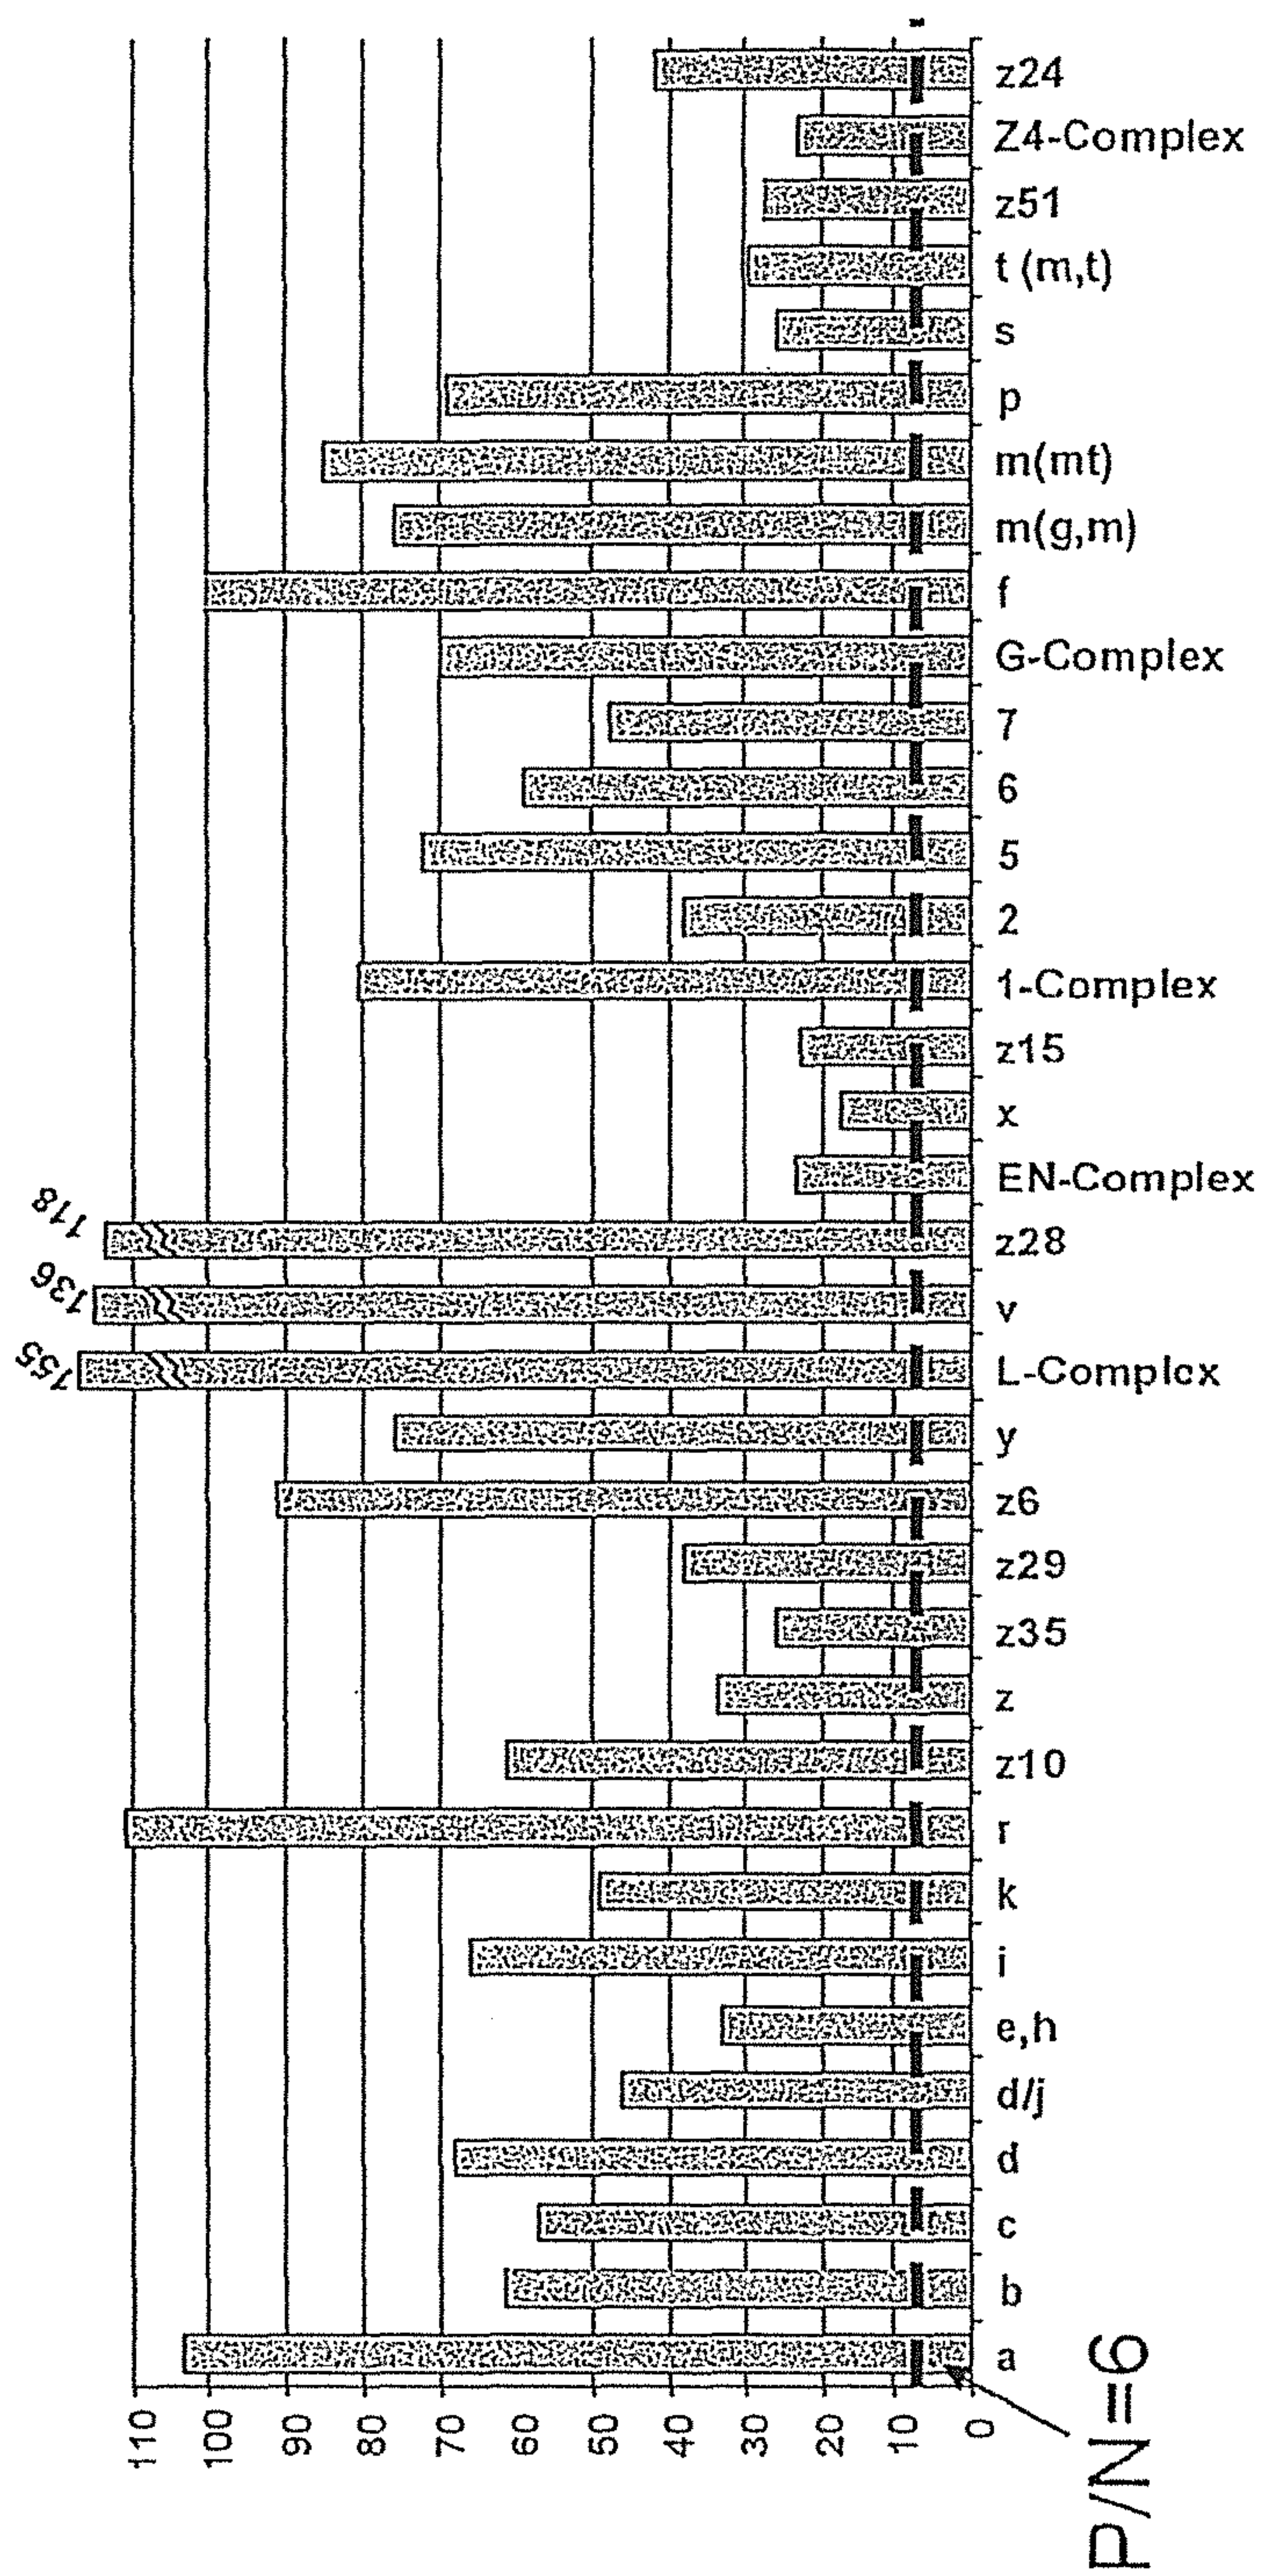 z24
Z4-Complex
z51
t (m,t)
s
p
m(mt)
m(g,m)
f
G-Complex
7
6
5
2
1-Complex
z15
x
EN-Complex
118
z28
136
v
155
L-Complex
y
z6
z29
z35
z
z10
r
k
i
e,h
d/j
d
c
b
a
110
100
90
80
70
60
50
40
30
20
10
0
P/N=6